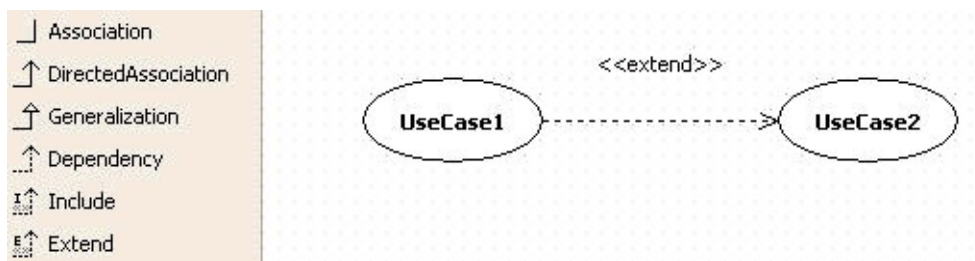 Association
DirectedAssociation
Generalization
Dependency
Include
Extend
<<extend>>
UseCase1
UseCase2